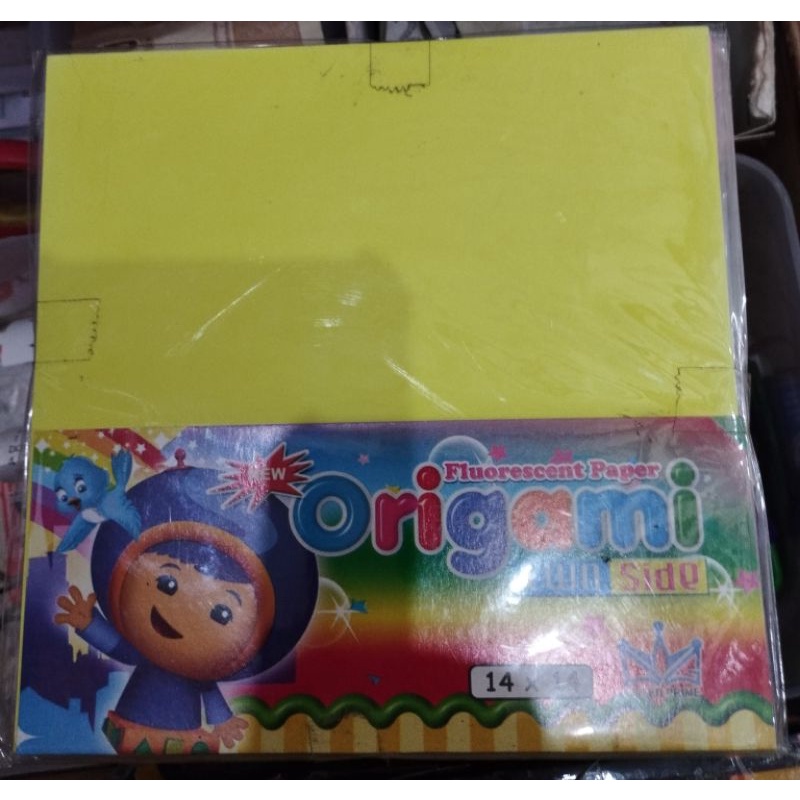 NEW
Fluorescent Paper
Origami
Side
14 x 14